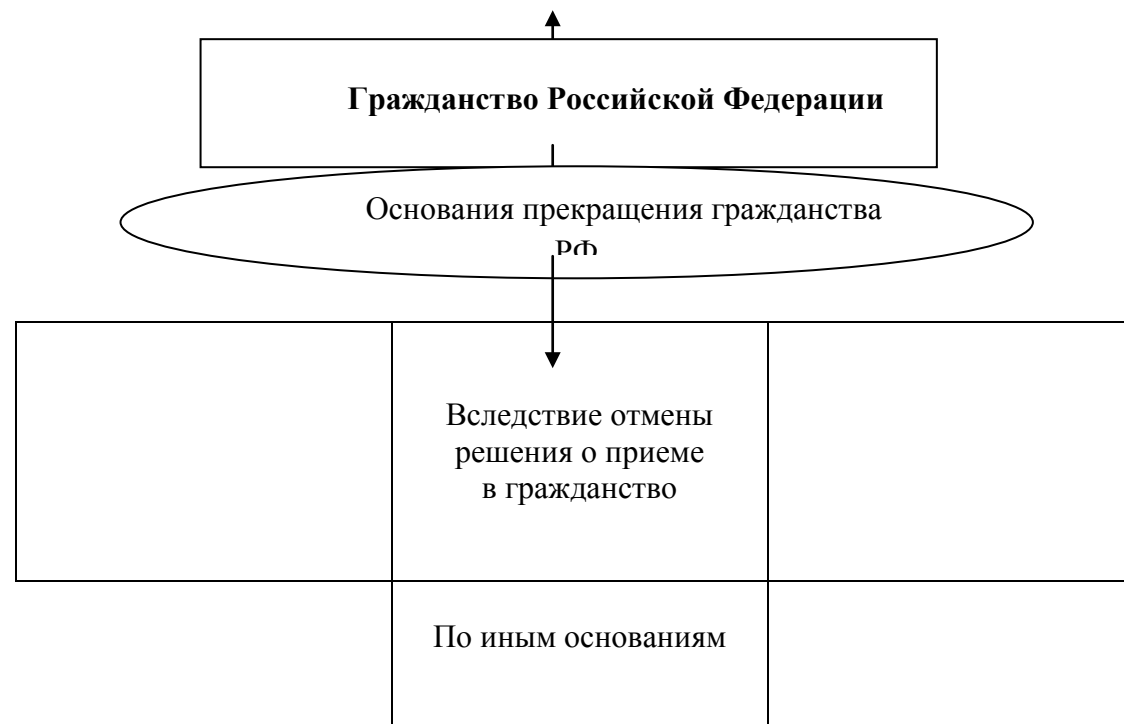 Гражданство Российской Федерации
Основания прекращения гражданства
РФ
Вследствие отмены
решения о приеме
в гражданство
По иным основаниям